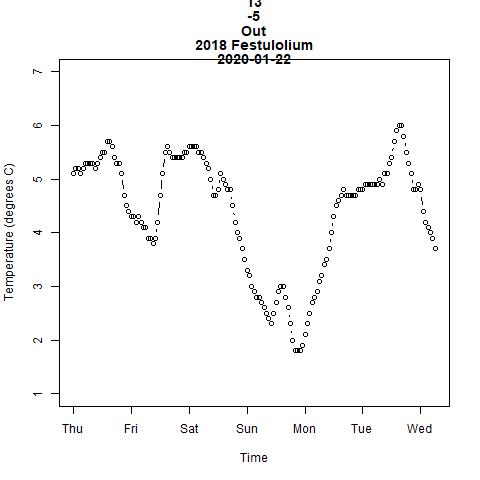 13
-5
Out
2018 Festulolium
2020-01-22
7
6
5
4
3
2
1
Temperature (degrees C)
Thu Fri Sat Sun Mon Tue Wed
Time